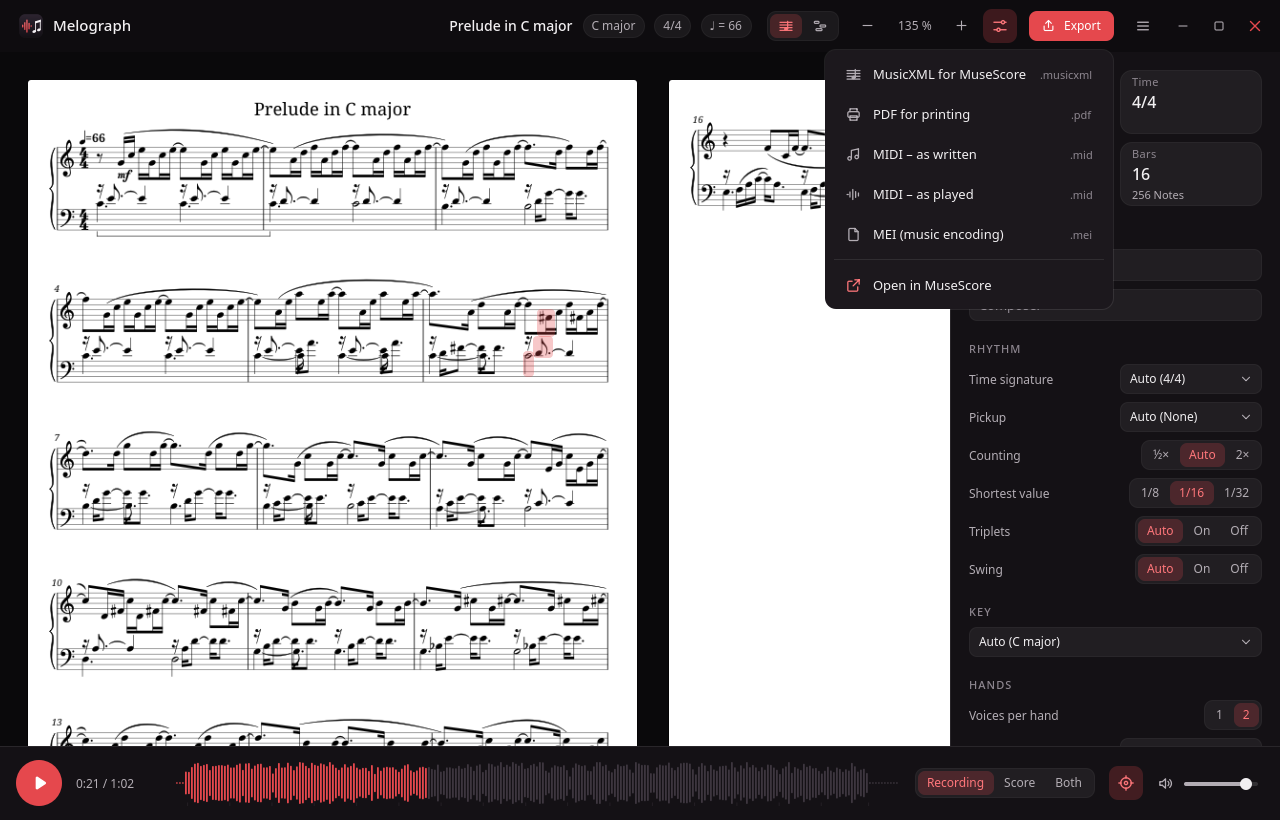 Melograph
Prelude in C major
C major
4/4
♩ = 66
135 %
Export
MusicXML for MuseScore .musicxml
PDF for printing .pdf
MIDI – as written .mid
MIDI – as played .mid
MEI (music encoding) .mei
Open in MuseScore
Time
4/4
Bars
16
256 Notes
RHYTHM
Time signature Auto (4/4)
Pickup Auto (None)
Counting ½× Auto 2×
Shortest value 1/8 1/16 1/32
Triplets Auto On Off
Swing Auto On Off
KEY
Auto (C major)
HANDS
Voices per hand 1 2
Prelude in C major
♩=66
mf
4
7
10
13
16
0:21 / 1:02
Recording Score Both